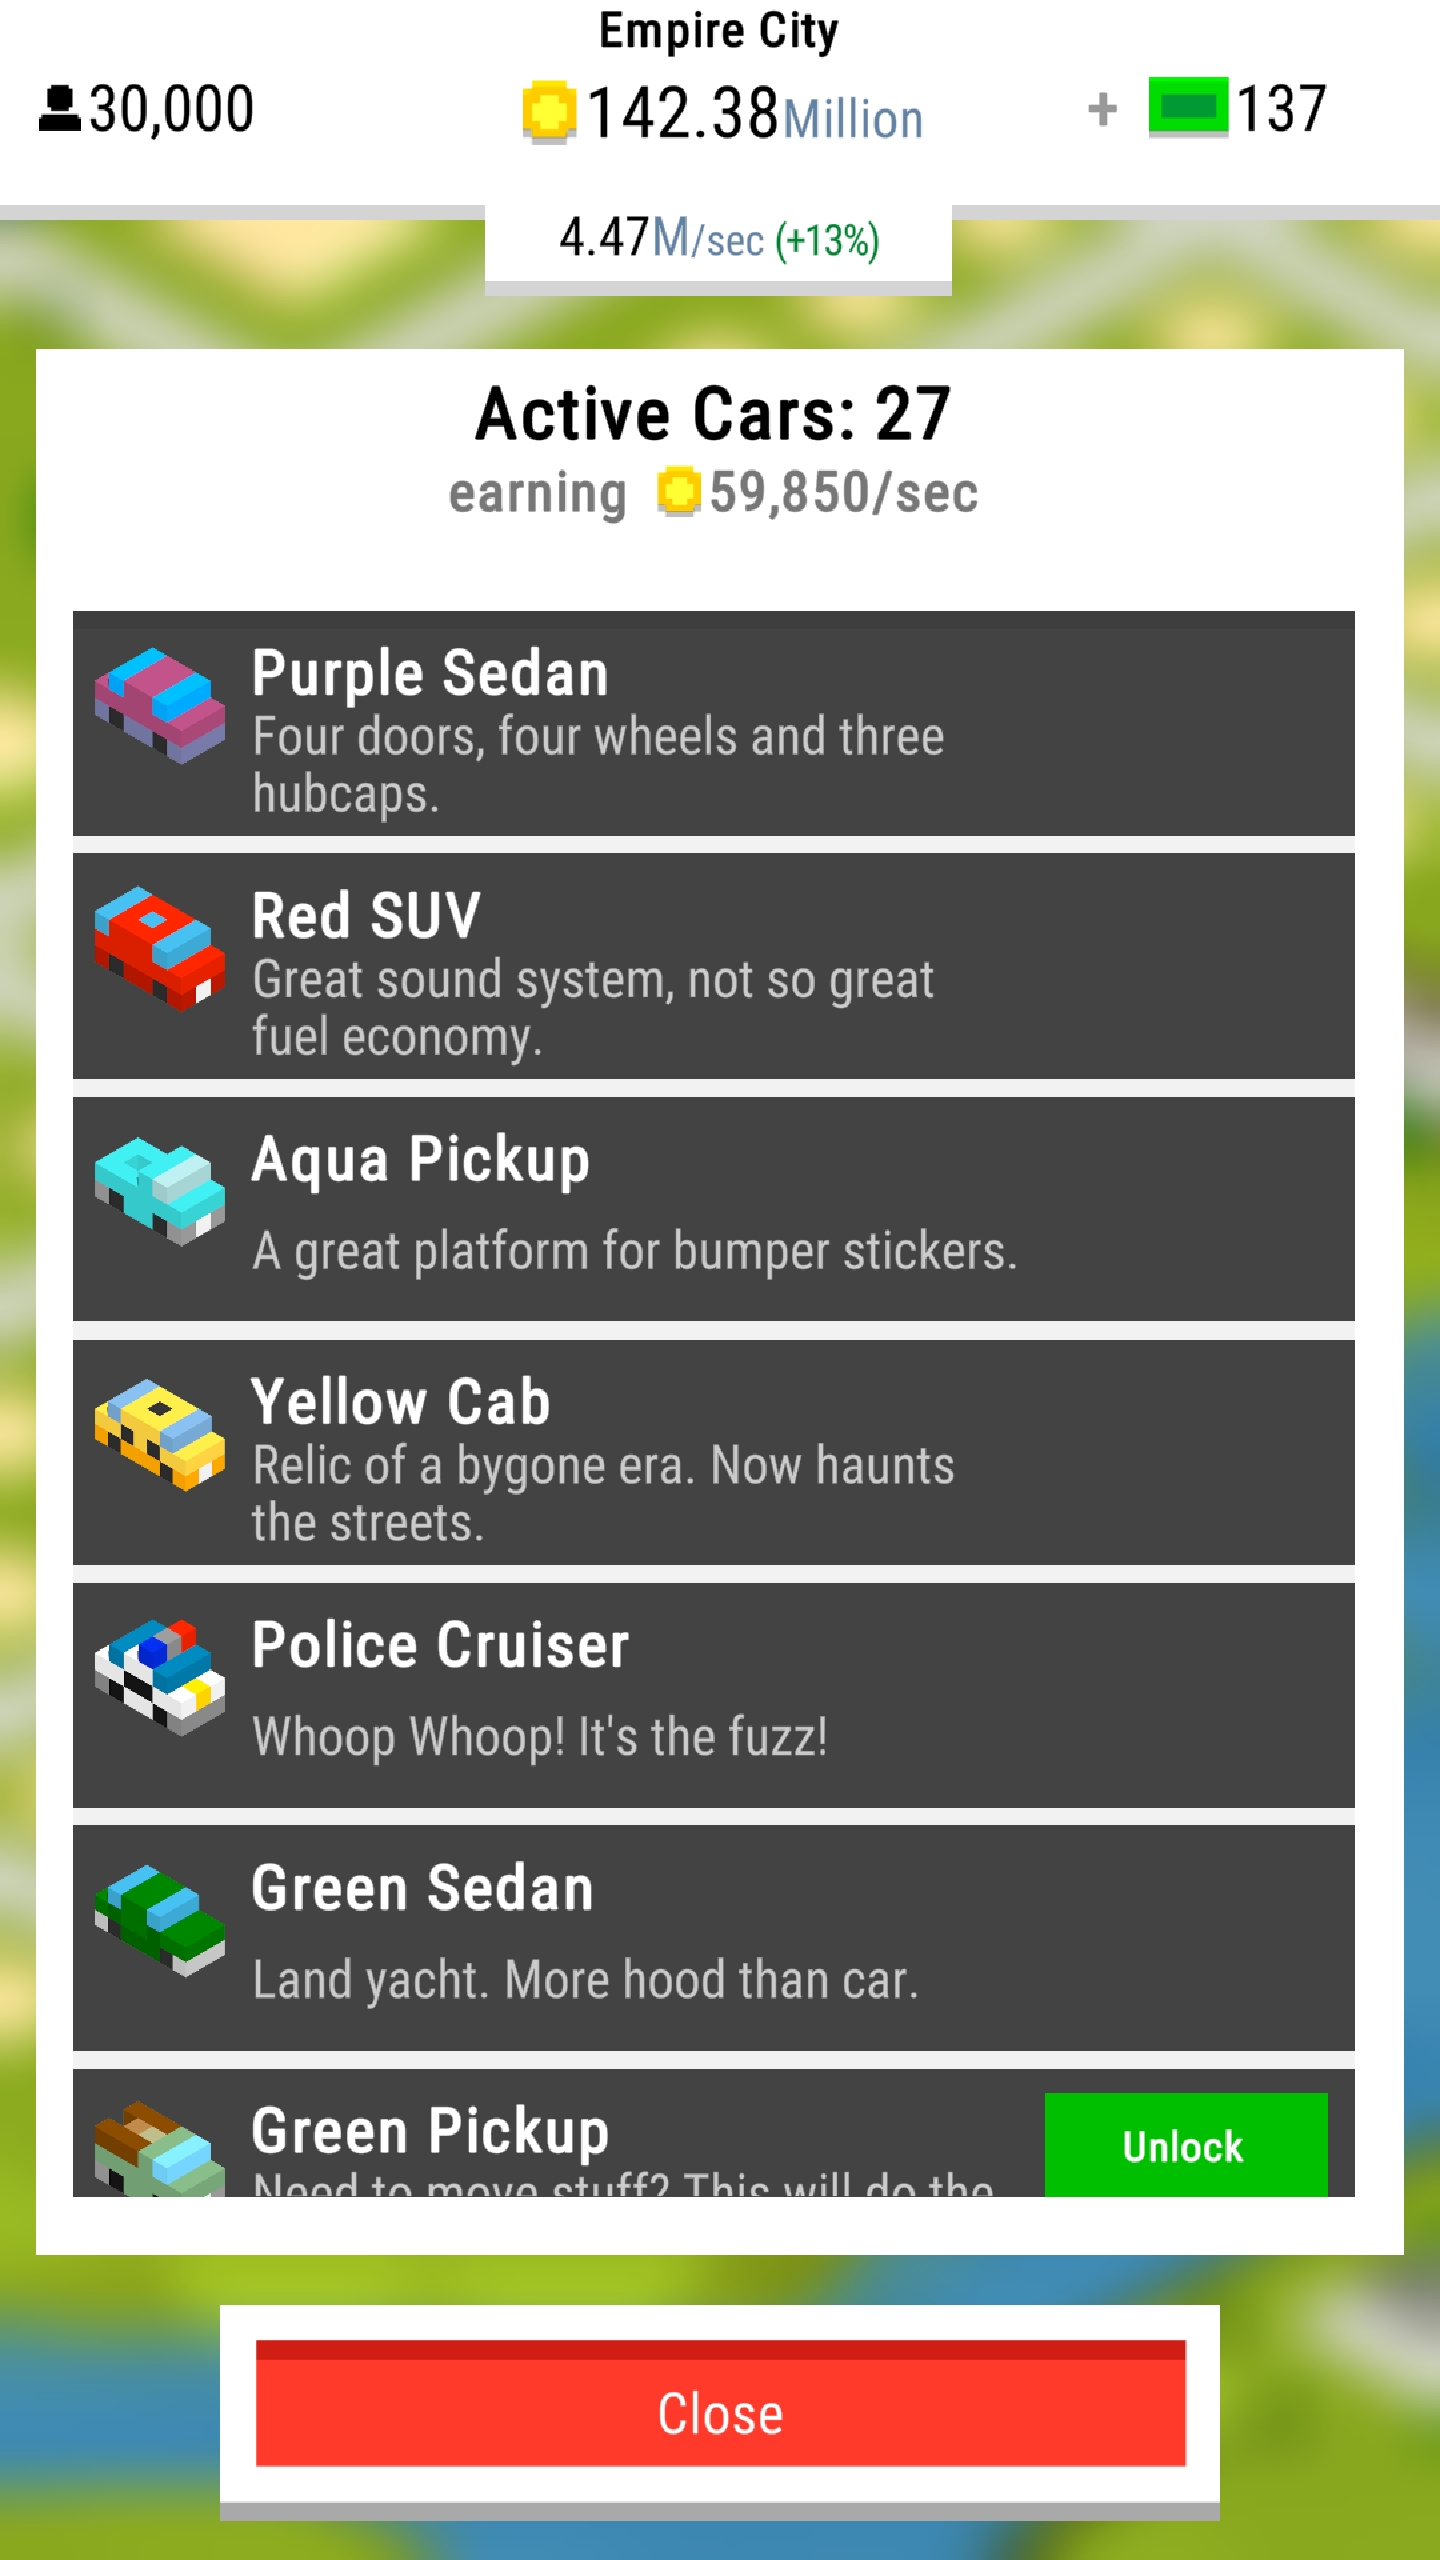 Empire City
30,000
142.38Million
+ 137
4.47M/sec (+13%)
Active Cars: 27
earning 59,850/sec
Purple Sedan
Four doors, four wheels and three
hubcaps.
Red SUV
Great sound system, not so great
fuel economy.
Aqua Pickup
A great platform for bumper stickers.
Yellow Cab
Relic of a bygone era. Now haunts
the streets.
Police Cruiser
Whoop Whoop! It's the fuzz!
Green Sedan
Land yacht. More hood than car.
Green Pickup
Unlock
Need to move stuff? This will do the
Close